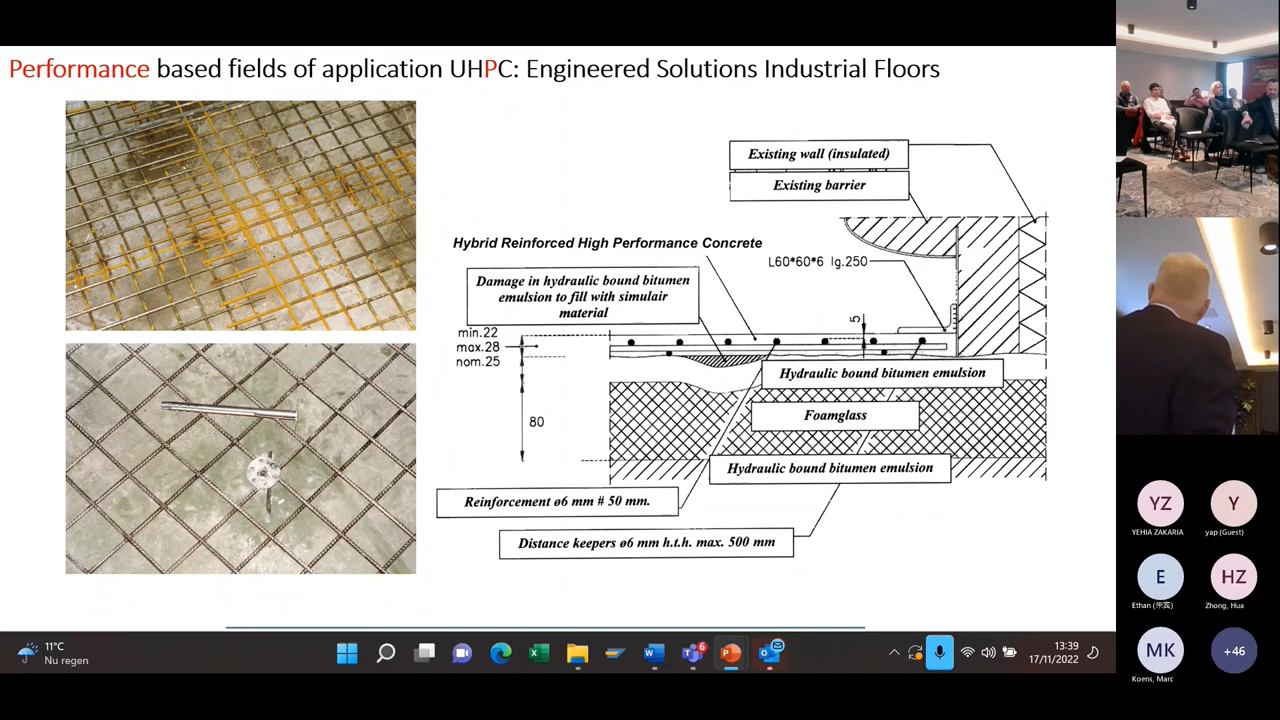 Performance based fields of application UHPC: Engineered Solutions Industrial Floors
Existing wall (insulated)
Existing barrier
Hybrid Reinforced High Performance Concrete
L60*60*6 lg.250
Damage in hydraulic bound bitumen
emulsion to fill with simulair
material
5
min.22
max.28
nom.25
Hydraulic bound bitumen emulsion
Foamglass
80
Hydraulic bound bitumen emulsion
Reinforcement ø6 mm # 50 mm.
Distance keepers ø6 mm h.t.h. max. 500 mm
YZ
YEHIA ZAKARIA
Y
yap (Guest)
E
HZ
Zhong, Hua
MK
Koens, Marc
+46
11°C
Nu regen
6
13:39
17/11/2022